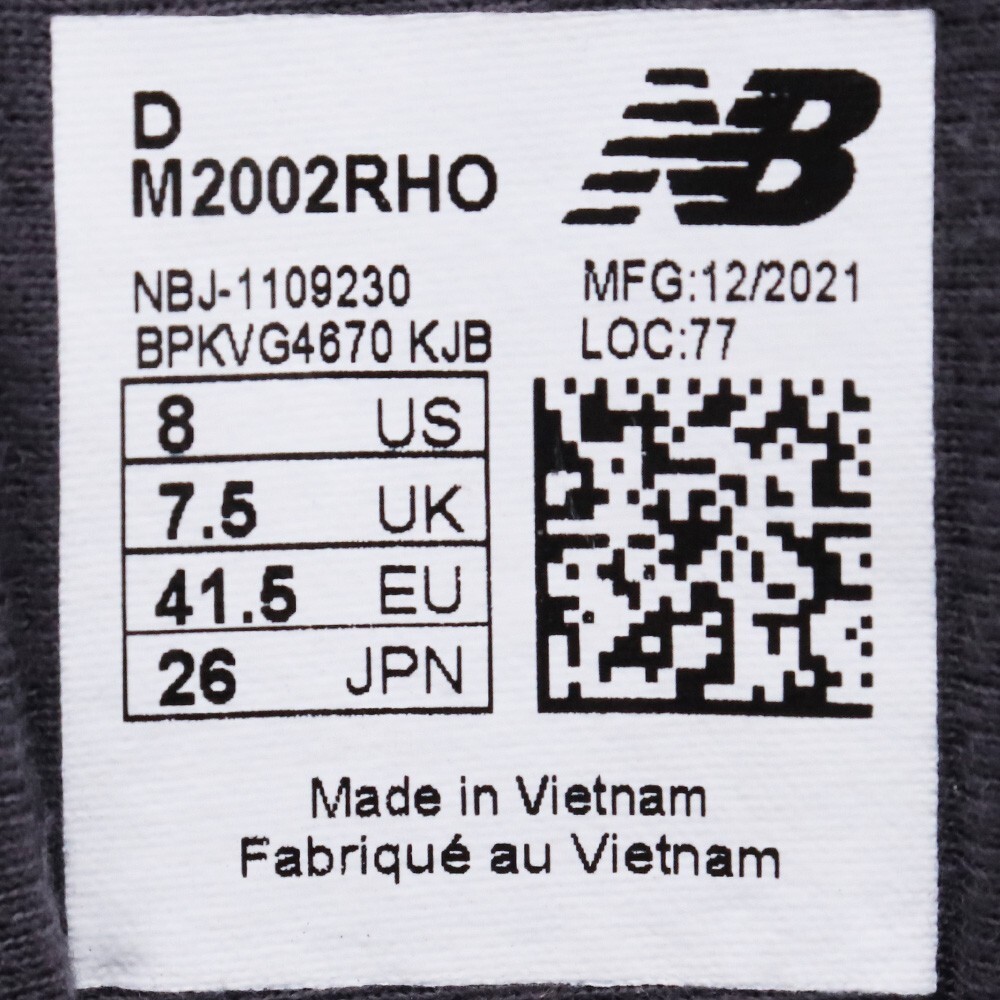 D
M2002RHO
NB
NBJ-1109230
BPKVG4670 KJB
MFG:12/2021
LOC:77
8 US
7.5 UK
41.5 EU
26 JPN
Made in Vietnam
Fabriqué au Vietnam